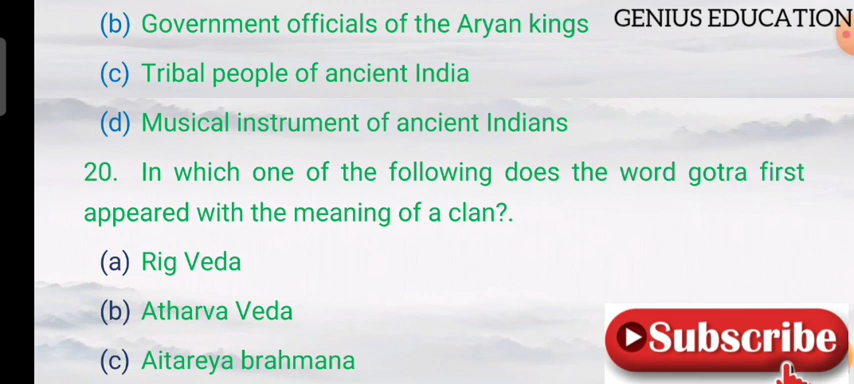 (b) Government officials of the Aryan kings
GENIUS EDUCATION
(c) Tribal people of ancient India
(d) Musical instrument of ancient Indians
20. In which one of the following does the word gotra first
appeared with the meaning of a clan?.
(a) Rig Veda
(b) Atharva Veda
(c) Aitareya brahmana
Subscribe